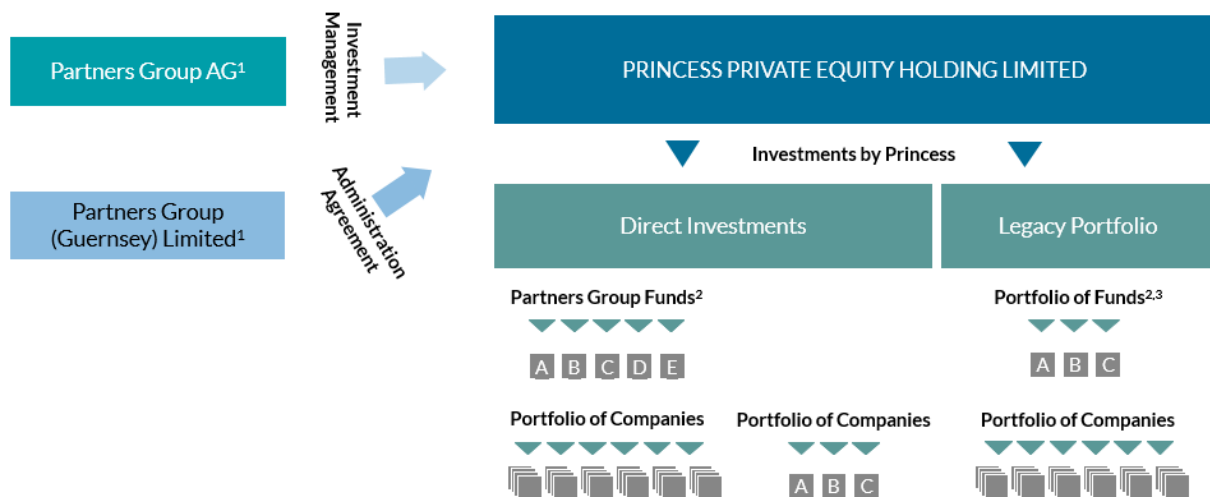 Partners Group AG¹
Investment
Management
PRINCESS PRIVATE EQUITY HOLDING LIMITED
Partners Group
(Guernsey) Limited¹
Administration
Agreement
Investments by Princess
Direct Investments
Legacy Portfolio
Partners Group Funds²
Portfolio of Funds²,³
A B C D E
A B C
Portfolio of Companies
Portfolio of Companies
Portfolio of Companies
A B C